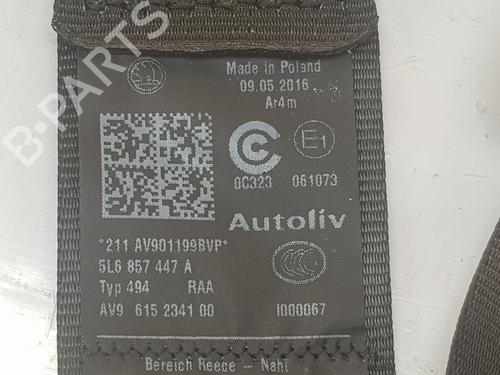 Made in Poland
09.05.2016
Ar4m
C
E1
0C323 061073
Autoliv
*211 AV901199BVP*
5L6 857 447 A
Typ 494 RAA
AV9 615 2341 00 I000067
Bereich Reece - Naht
B-PARTS